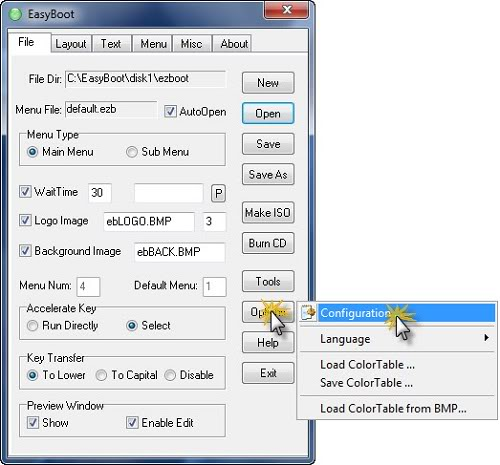 EasyBoot
File Layout Text Menu Misc About
File Dir: C:\EasyBoot\disk1\ezboot
New
Menu File: default.ezb
AutoOpen
Open
Menu Type
Main Menu
Sub Menu
Save
Save As
WaitTime 30 P
Logo Image ebLOGO.BMP 3
Make ISO
Background Image ebBACK.BMP
Burn CD
Menu Num: 4 Default Menu: 1
Tools
Accelerate Key
Run Directly
Select
Configuration
Language
Help
Key Transfer
To Lower
To Capital
Disable
Load ColorTable ...
Save ColorTable ...
Exit
Preview Window
Show
Enable Edit
Load ColorTable from BMP...